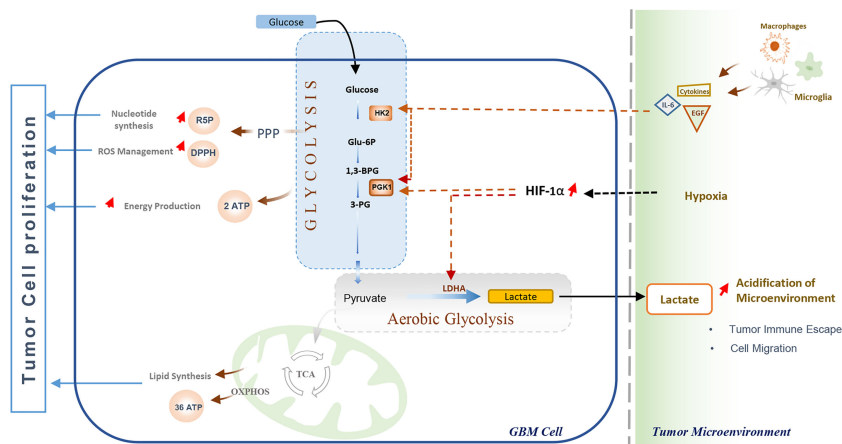 Glucose
Macrophages
Glucose
Cytokines
IL-6
EGF
Microglia
HK2
Nucleotide
synthesis
R5P
PPP
ROS Management
DPPH
Glu-6P
1,3-BPG
PGK1
3-PG
GLYCOLYSIS
HIF-1α
Hypoxia
Energy Production
2 ATP
Tumor Cell proliferation
LDHA
Pyruvate
Lactate
Aerobic Glycolysis
Lactate
Acidification of
Microenvironment
• Tumor Immune Escape
• Cell Migration
Lipid Synthesis
TCA
OXPHOS
36 ATP
GBM Cell
Tumor Microenvironment